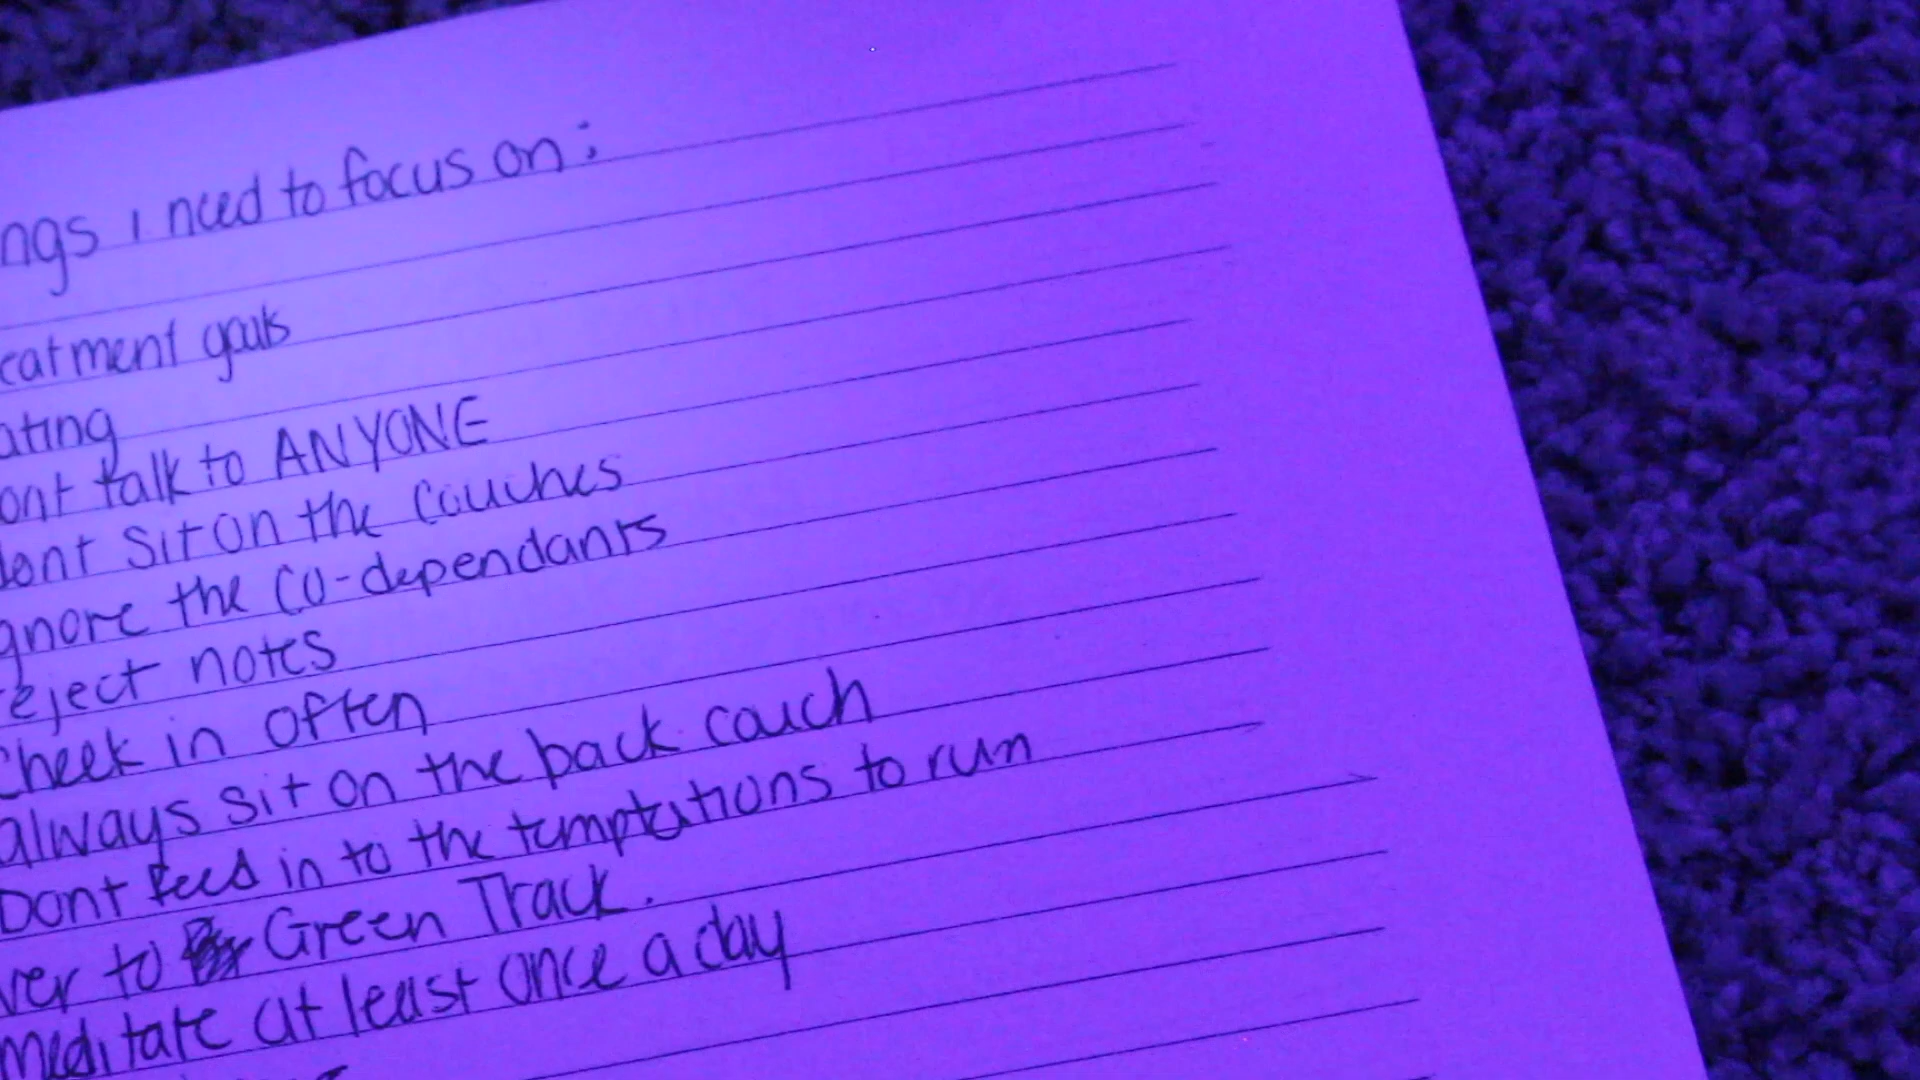 ngs i need to focus on:
eatment goals
ating
ont talk to ANYONE
dont sit on the couches
gnore the co-dependants
reject notes
Check in often
always sit on the back couch
Dont feed in to the temptations to run
ver to Green Track.
meditate at least once a day